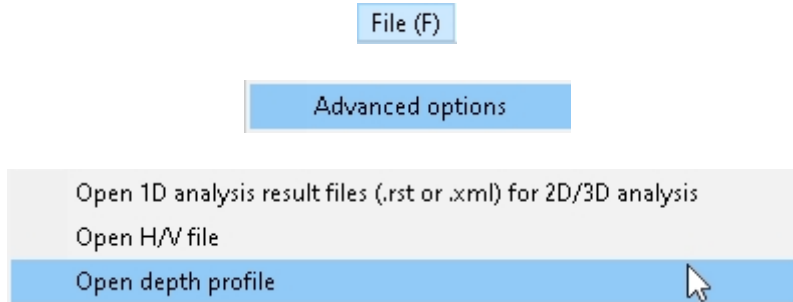 File (F)
Advanced options
Open 1D analysis result files (.rst or .xml) for 2D/3D analysis
Open H/V file
Open depth profile